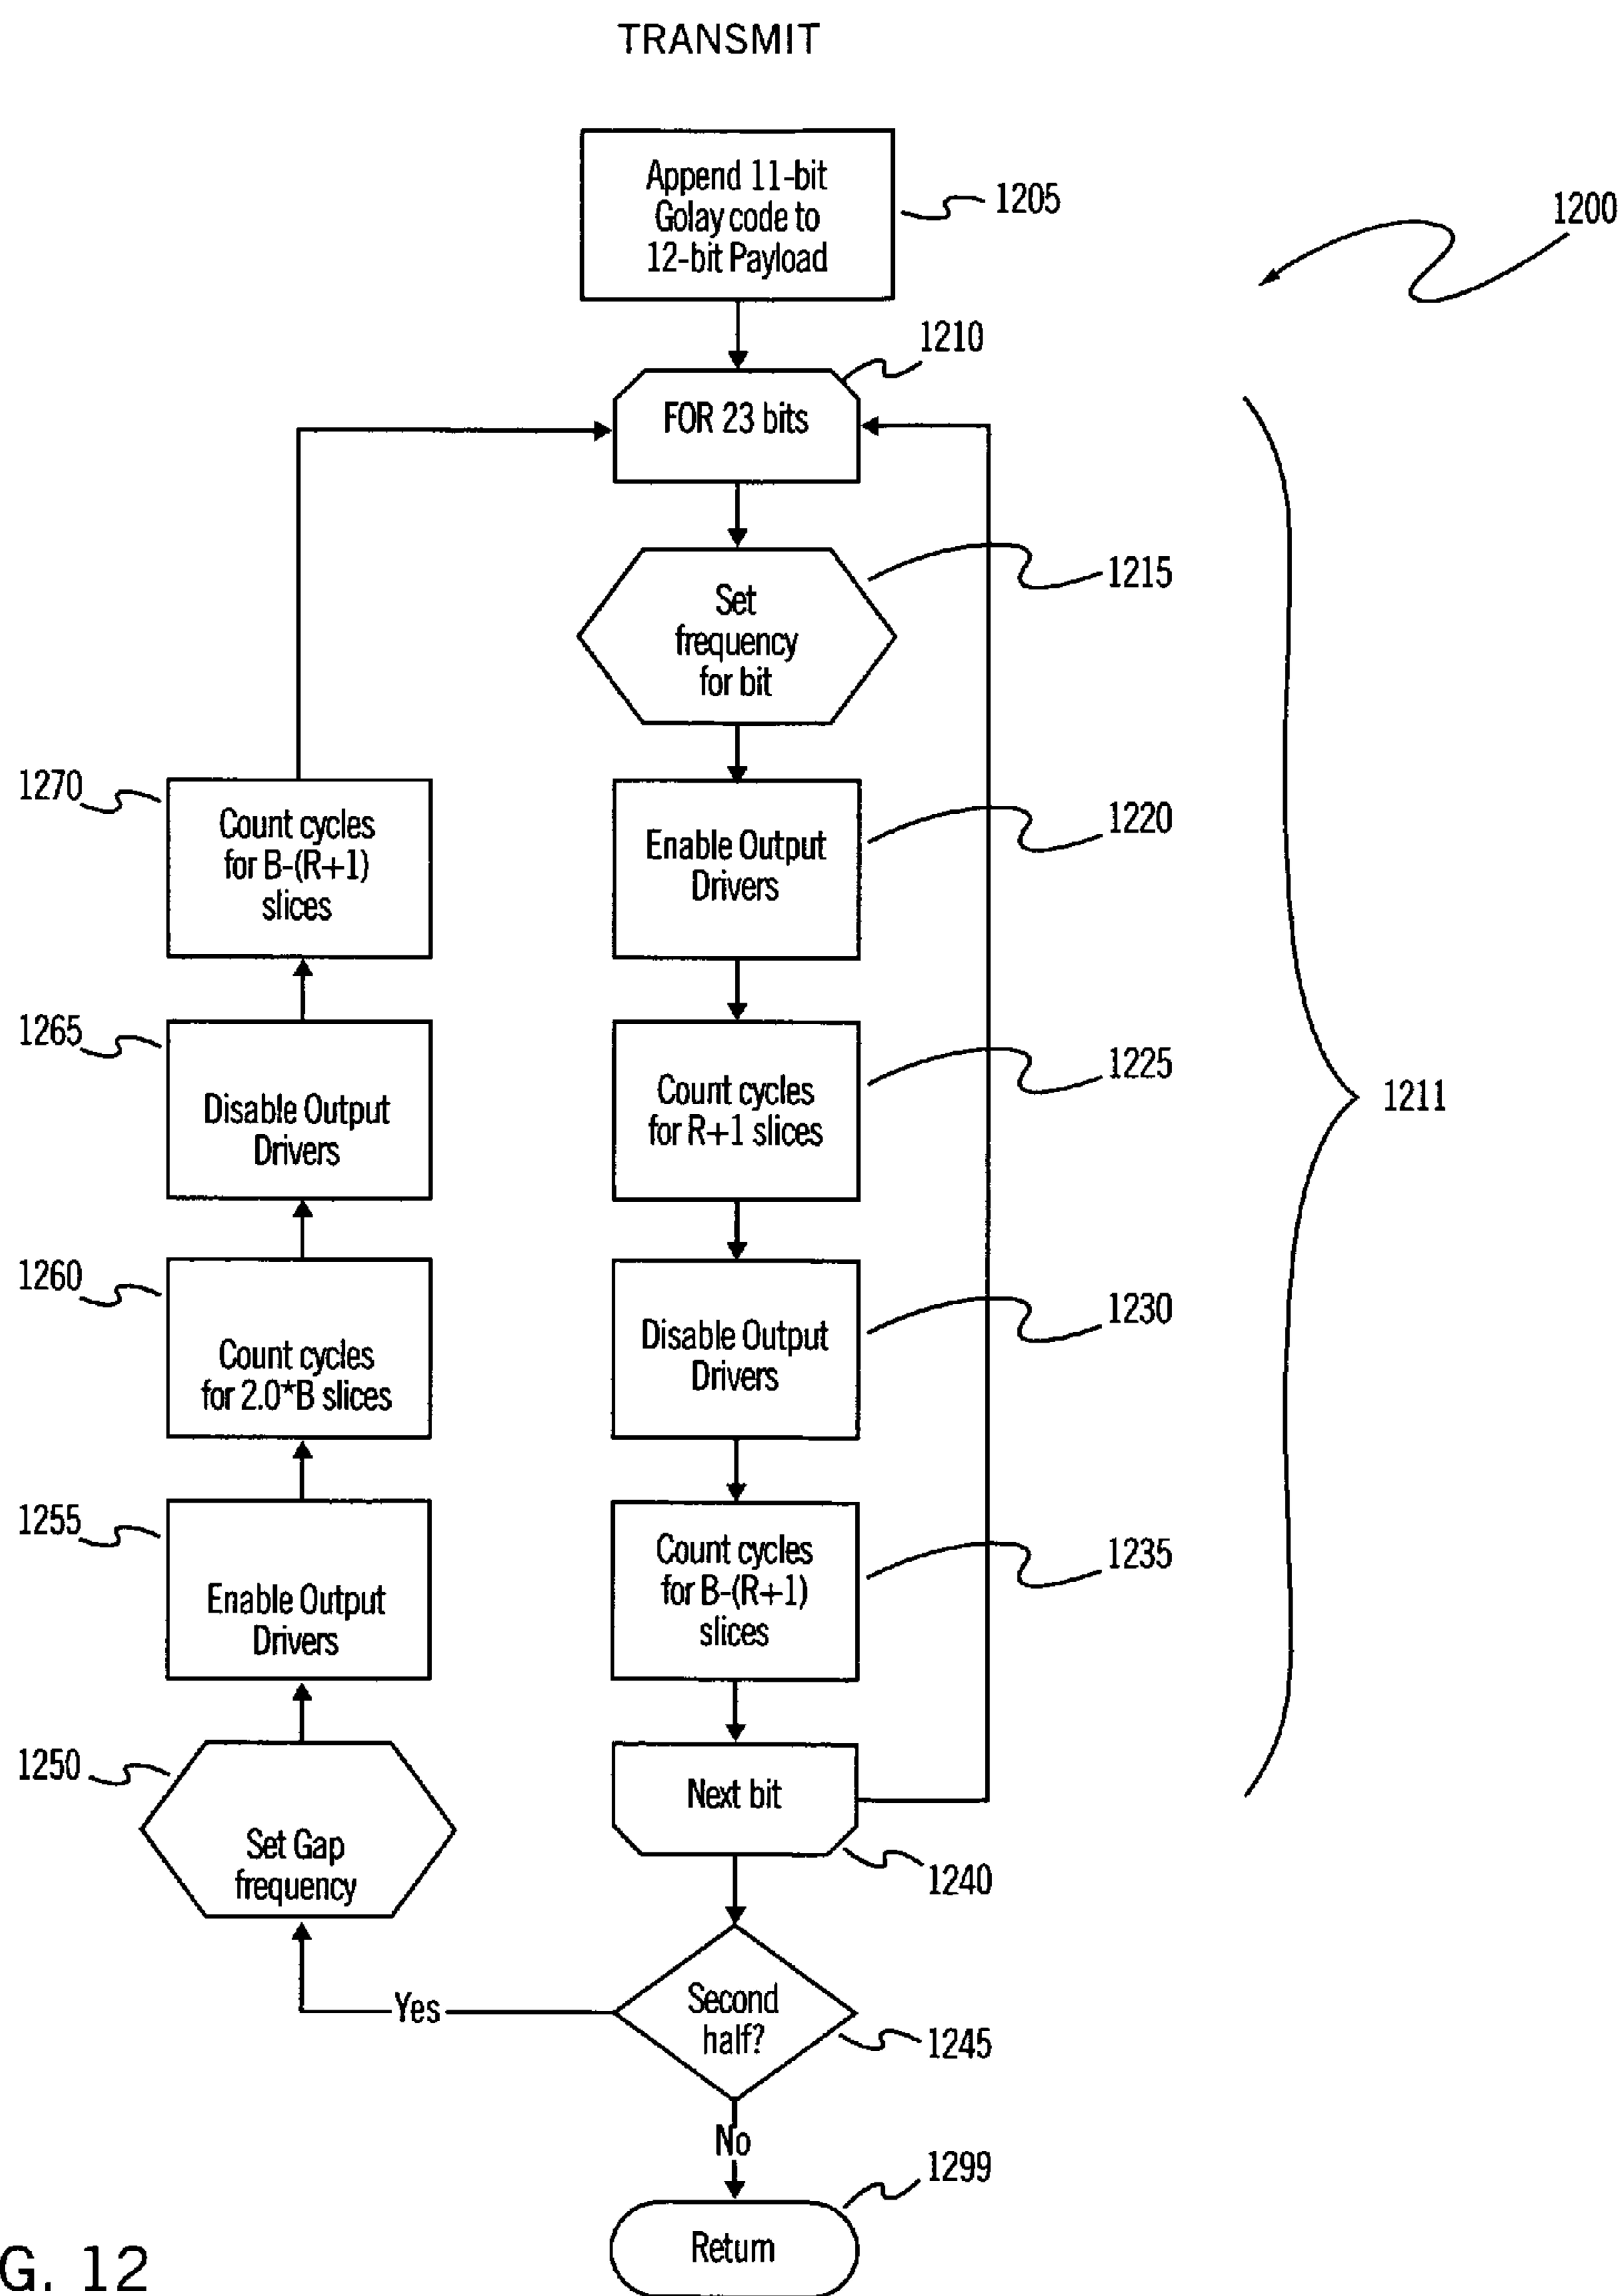 TRANSMIT
Append 11-bit
Golay code to
12-bit Payload
1205
1200
1210
FOR 23 bits
1215
Set
frequency
for bit
1270
Count cycles
for B-(R+1)
slices
1220
Enable Output
Drivers
1265
Disable Output
Drivers
1225
Count cycles
for R+1 slices
1211
1260
Count cycles
for 2.0*B slices
1230
Disable Output
Drivers
1255
Enable Output
Drivers
1235
Count cycles
for B-(R+1)
slices
1250
Set Gap
frequency
Next bit
1240
Yes
Second
half?
1245
No
1299
Return
G. 12